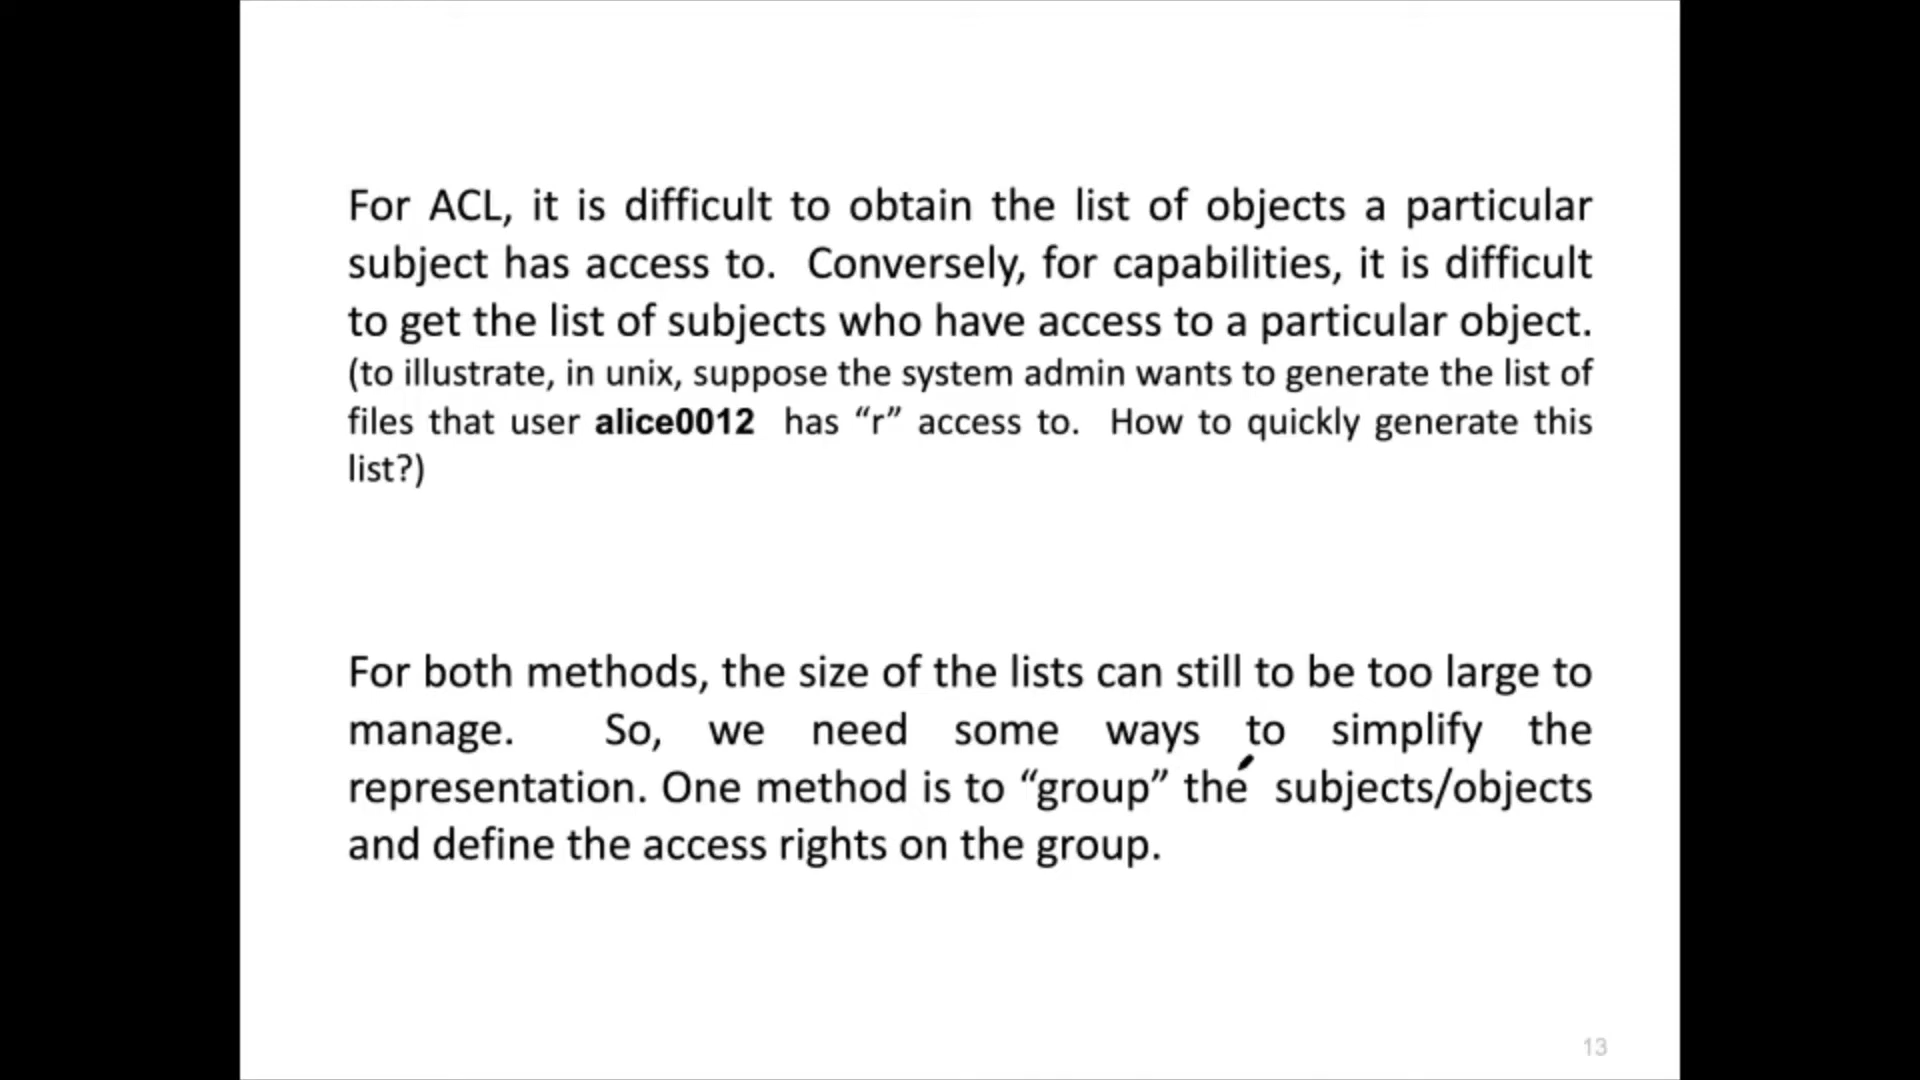 For ACL, it is difficult to obtain the list of objects a particular
subject has access to. Conversely, for capabilities, it is difficult
to get the list of subjects who have access to a particular object.
(to illustrate, in unix, suppose the system admin wants to generate the list of
files that user alice0012 has “r” access to. How to quickly generate this
list?)
For both methods, the size of the lists can still to be too large to
manage. So, we need some ways to simplify the
representation. One method is to “group” the subjects/objects
and define the access rights on the group.
13